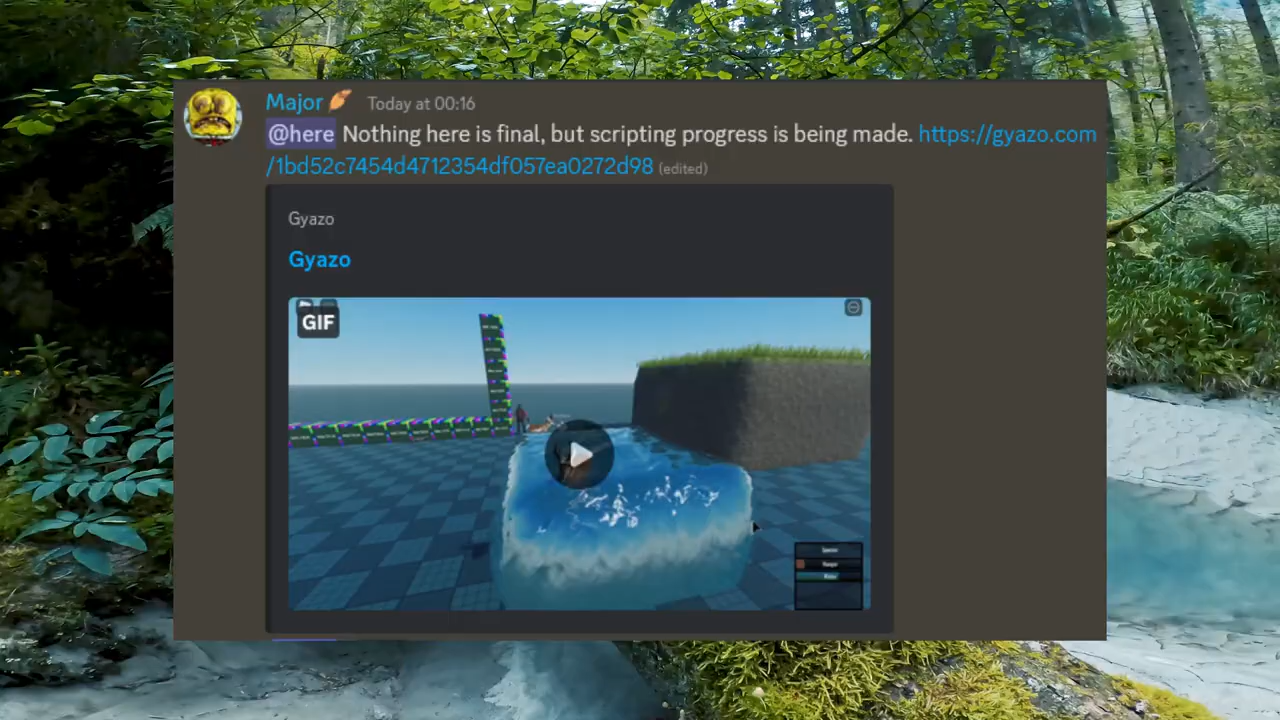 Major Today at 00:16
@here Nothing here is final, but scripting progress is being made. https://gyazo.com
/1bd52c7454d4712354df057ea0272d98 (edited)
Gyazo
Gyazo
GIF